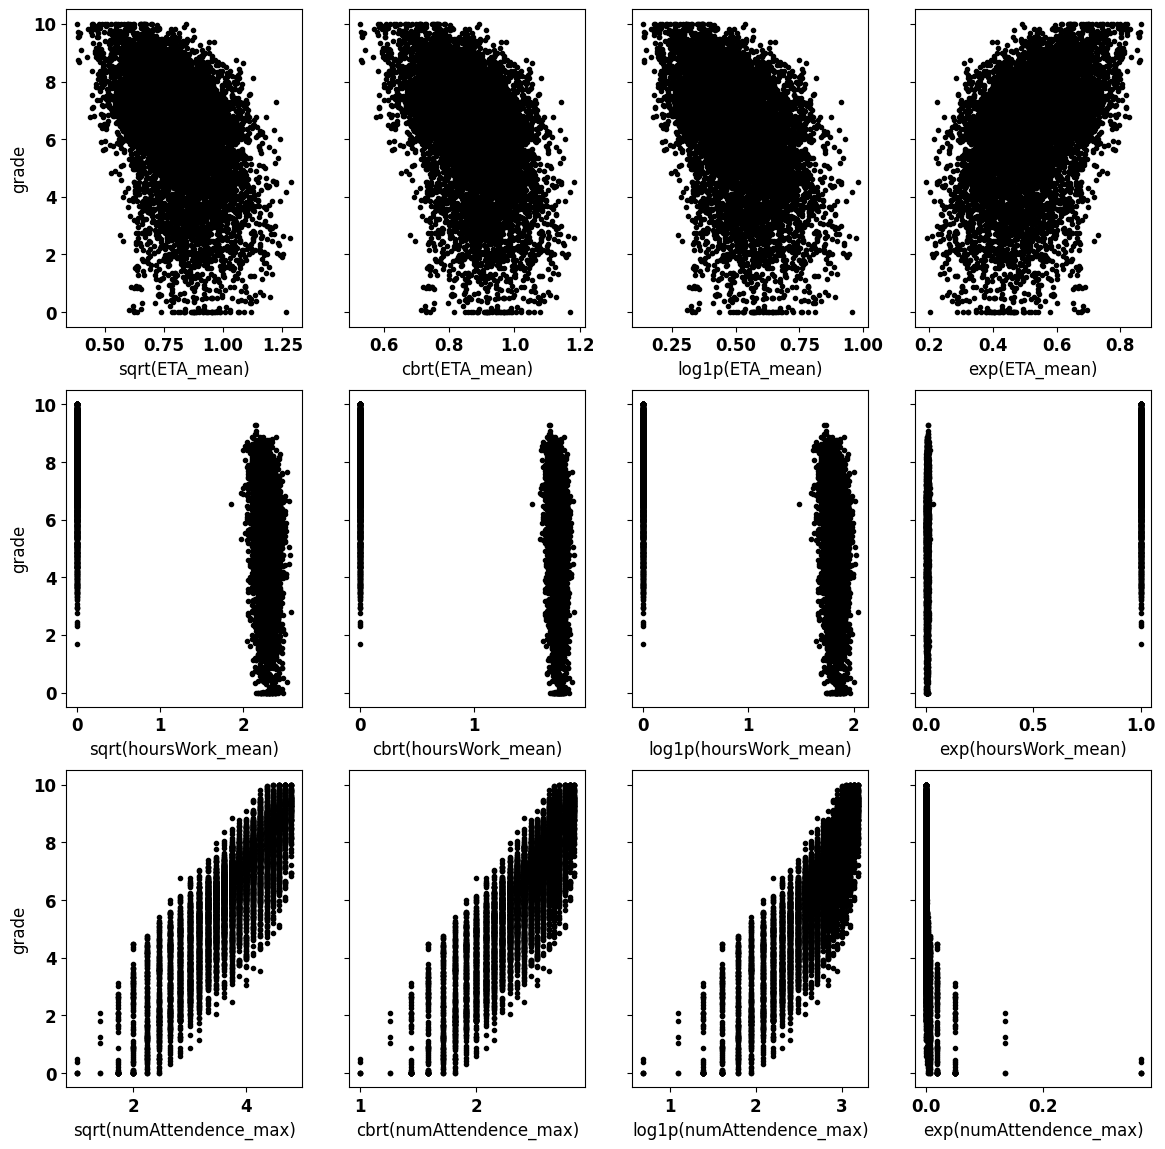 10
8
6
4
2
0
grade
0.50 0.75 1.00 1.25
sqrt(ETA_mean)
0.6 0.8 1.0 1.2
cbrt(ETA_mean)
0.25 0.50 0.75 1.00
log1p(ETA_mean)
0.2 0.4 0.6 0.8
exp(ETA_mean)
10
8
6
4
2
0
grade
0 1 2
sqrt(hoursWork_mean)
0 1
cbrt(hoursWork_mean)
0 1 2
log1p(hoursWork_mean)
0.0 0.5 1.0
exp(hoursWork_mean)
10
8
6
4
2
0
grade
2 4
sqrt(numAttendence_max)
1 2
cbrt(numAttendence_max)
1 2 3
log1p(numAttendence_max)
0.0 0.2
exp(numAttendence_max)